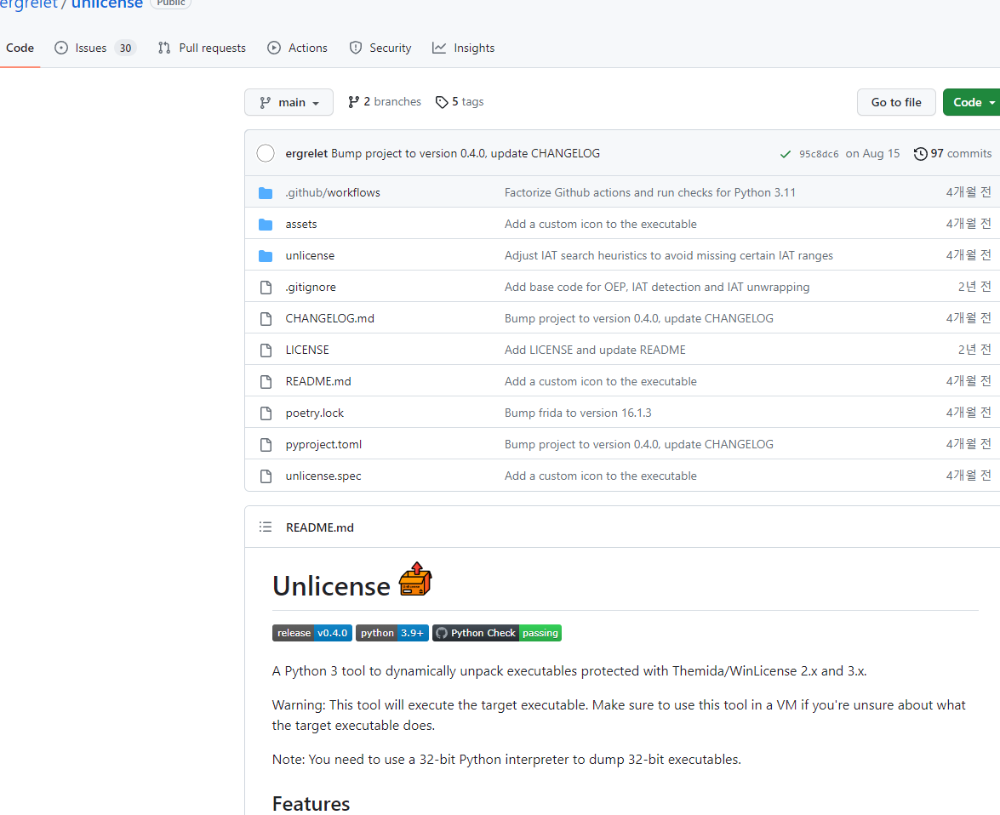 ergrelet / unlicense Public
Code Issues 30 Pull requests Actions Security Insights
main 2 branches 5 tags Go to file Code
ergrelet Bump project to version 0.4.0, update CHANGELOG 95c8dc6 on Aug 15 97 commits
.github/workflows Factorize Github actions and run checks for Python 3.11 4개월 전
assets Add a custom icon to the executable 4개월 전
unlicense Adjust IAT search heuristics to avoid missing certain IAT ranges 4개월 전
.gitignore Add base code for OEP, IAT detection and IAT unwrapping 2년 전
CHANGELOG.md Bump project to version 0.4.0, update CHANGELOG 4개월 전
LICENSE Add LICENSE and update README 2년 전
README.md Add a custom icon to the executable 4개월 전
poetry.lock Bump frida to version 16.1.3 4개월 전
pyproject.toml Bump project to version 0.4.0, update CHANGELOG 4개월 전
unlicense.spec Add a custom icon to the executable 4개월 전
README.md
Unlicense
release v0.4.0 python 3.9+ Python Check passing
A Python 3 tool to dynamically unpack executables protected with Themida/WinLicense 2.x and 3.x.
Warning: This tool will execute the target executable. Make sure to use this tool in a VM if you're unsure about what
the target executable does.
Note: You need to use a 32-bit Python interpreter to dump 32-bit executables.
Features